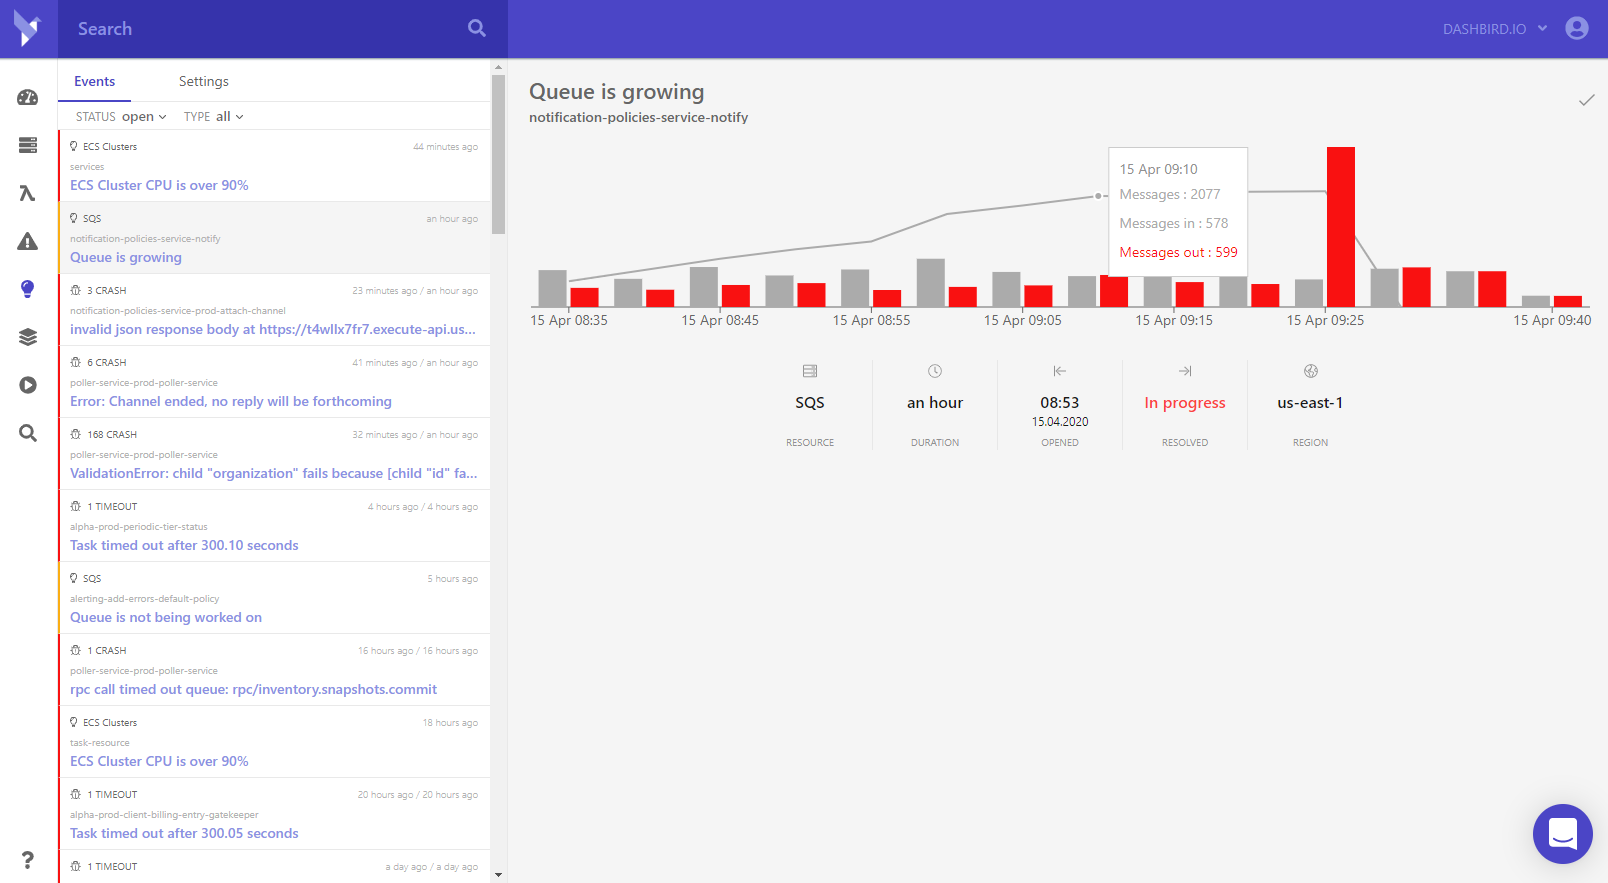 Search
DASHBIRD.IO
Events
Settings
STATUS open
TYPE all
ECS Clusters
44 minutes ago
services
ECS Cluster CPU is over 90%
SQS
an hour ago
notification-policies-service-notify
Queue is growing
3 CRASH
23 minutes ago / an hour ago
notification-policies-service-prod-attach-channel
invalid json response body at https://t4wllx7fr7.execute-api.us...
6 CRASH
41 minutes ago / an hour ago
poller-service-prod-poller-service
Error: Channel ended, no reply will be forthcoming
168 CRASH
32 minutes ago / an hour ago
poller-service-prod-poller-service
ValidationError: child "organization" fails because [child "id" fa...
1 TIMEOUT
4 hours ago / 4 hours ago
alpha-prod-periodic-tier-status
Task timed out after 300.10 seconds
SQS
5 hours ago
alerting-add-errors-default-policy
Queue is not being worked on
1 CRASH
16 hours ago / 16 hours ago
poller-service-prod-poller-service
rpc call timed out queue: rpc/inventory.snapshots.commit
ECS Clusters
18 hours ago
task-resource
ECS Cluster CPU is over 90%
1 TIMEOUT
20 hours ago / 20 hours ago
alpha-prod-client-billing-entry-gatekeeper
Task timed out after 300.05 seconds
1 TIMEOUT
a day ago / a day ago
?
Queue is growing
notification-policies-service-notify
15 Apr 09:10
Messages : 2077
Messages in : 578
Messages out : 599
15 Apr 08:35
15 Apr 08:45
15 Apr 08:55
15 Apr 09:05
15 Apr 09:15
15 Apr 09:25
15 Apr 09:40
SQS
RESOURCE
an hour
DURATION
08:53
15.04.2020
OPENED
In progress
RESOLVED
us-east-1
REGION